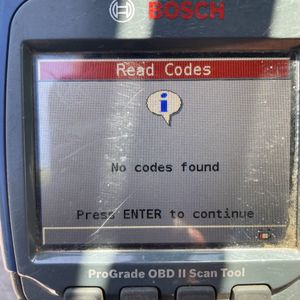 BOSCH
Read Codes
i
No codes found
Press ENTER to continue
ProGrade OBD II Scan Tool